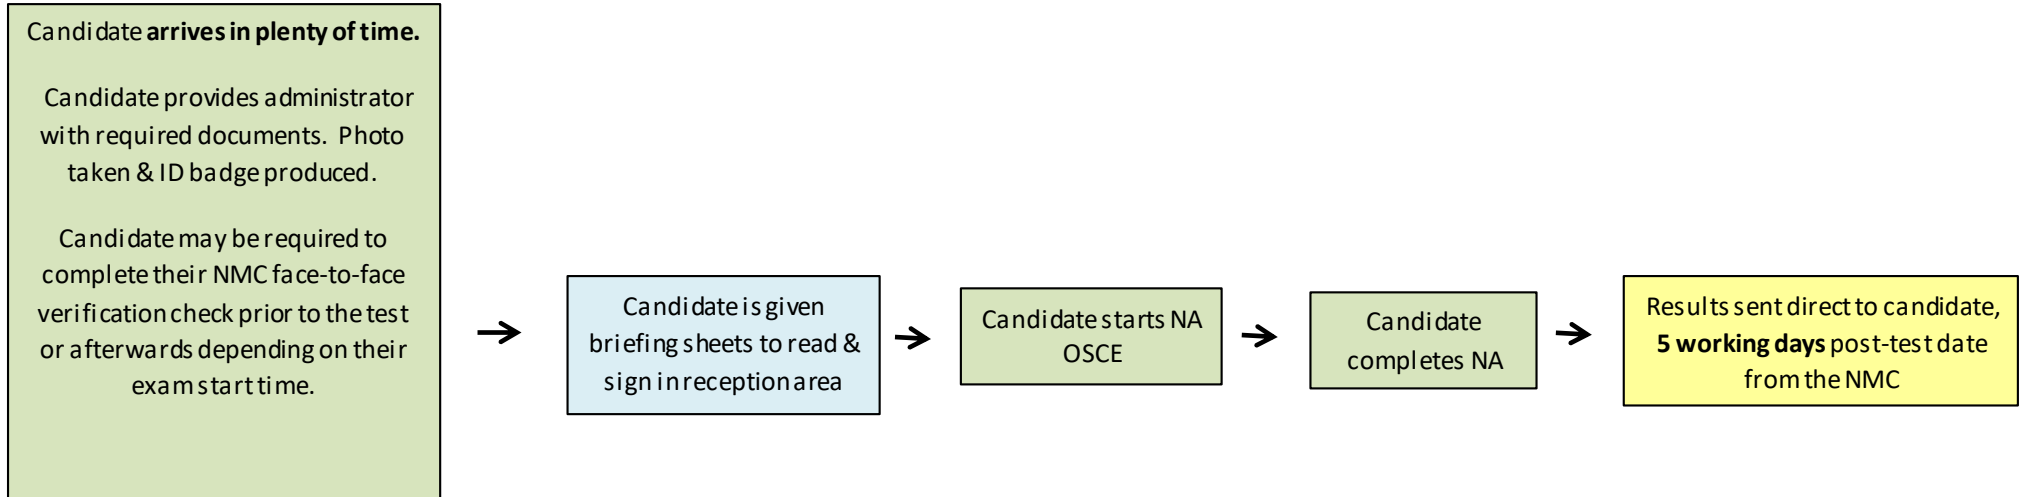 Candidate arrives in plenty of time.
Candidate provides administrator
with required documents. Photo
taken & ID badge produced.
Candidate may be required to
complete their NMC face-to-face
verification check prior to the test
or afterwards depending on their
exam start time.
Candidate is given
briefing sheets to read &
sign in reception area
Candidate starts NA
OSCE
Candidate
completes NA
Results sent direct to candidate,
5 working days post-test date
from the NMC